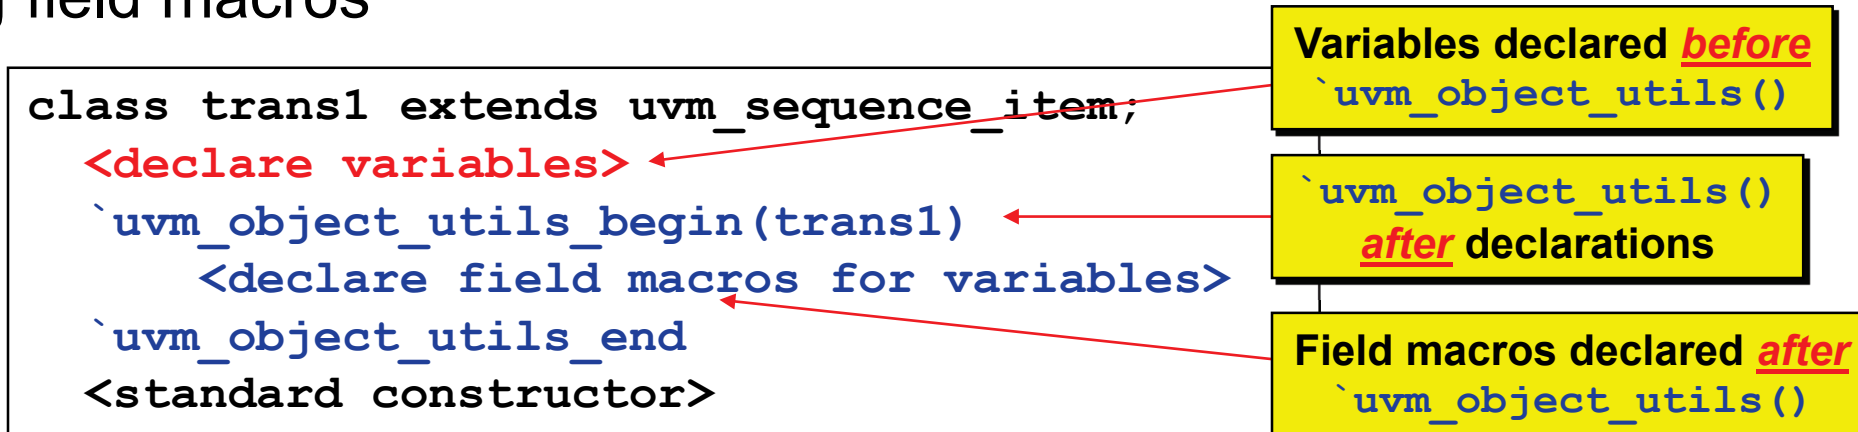 field macros
class trans1 extends uvm_sequence_item;
<declare variables>
`uvm_object_utils_begin(trans1)
<declare field macros for variables>
`uvm_object_utils_end
<standard constructor>
Variables declared before
`uvm_object_utils()
`uvm_object_utils()
after declarations
Field macros declared after
`uvm_object_utils()